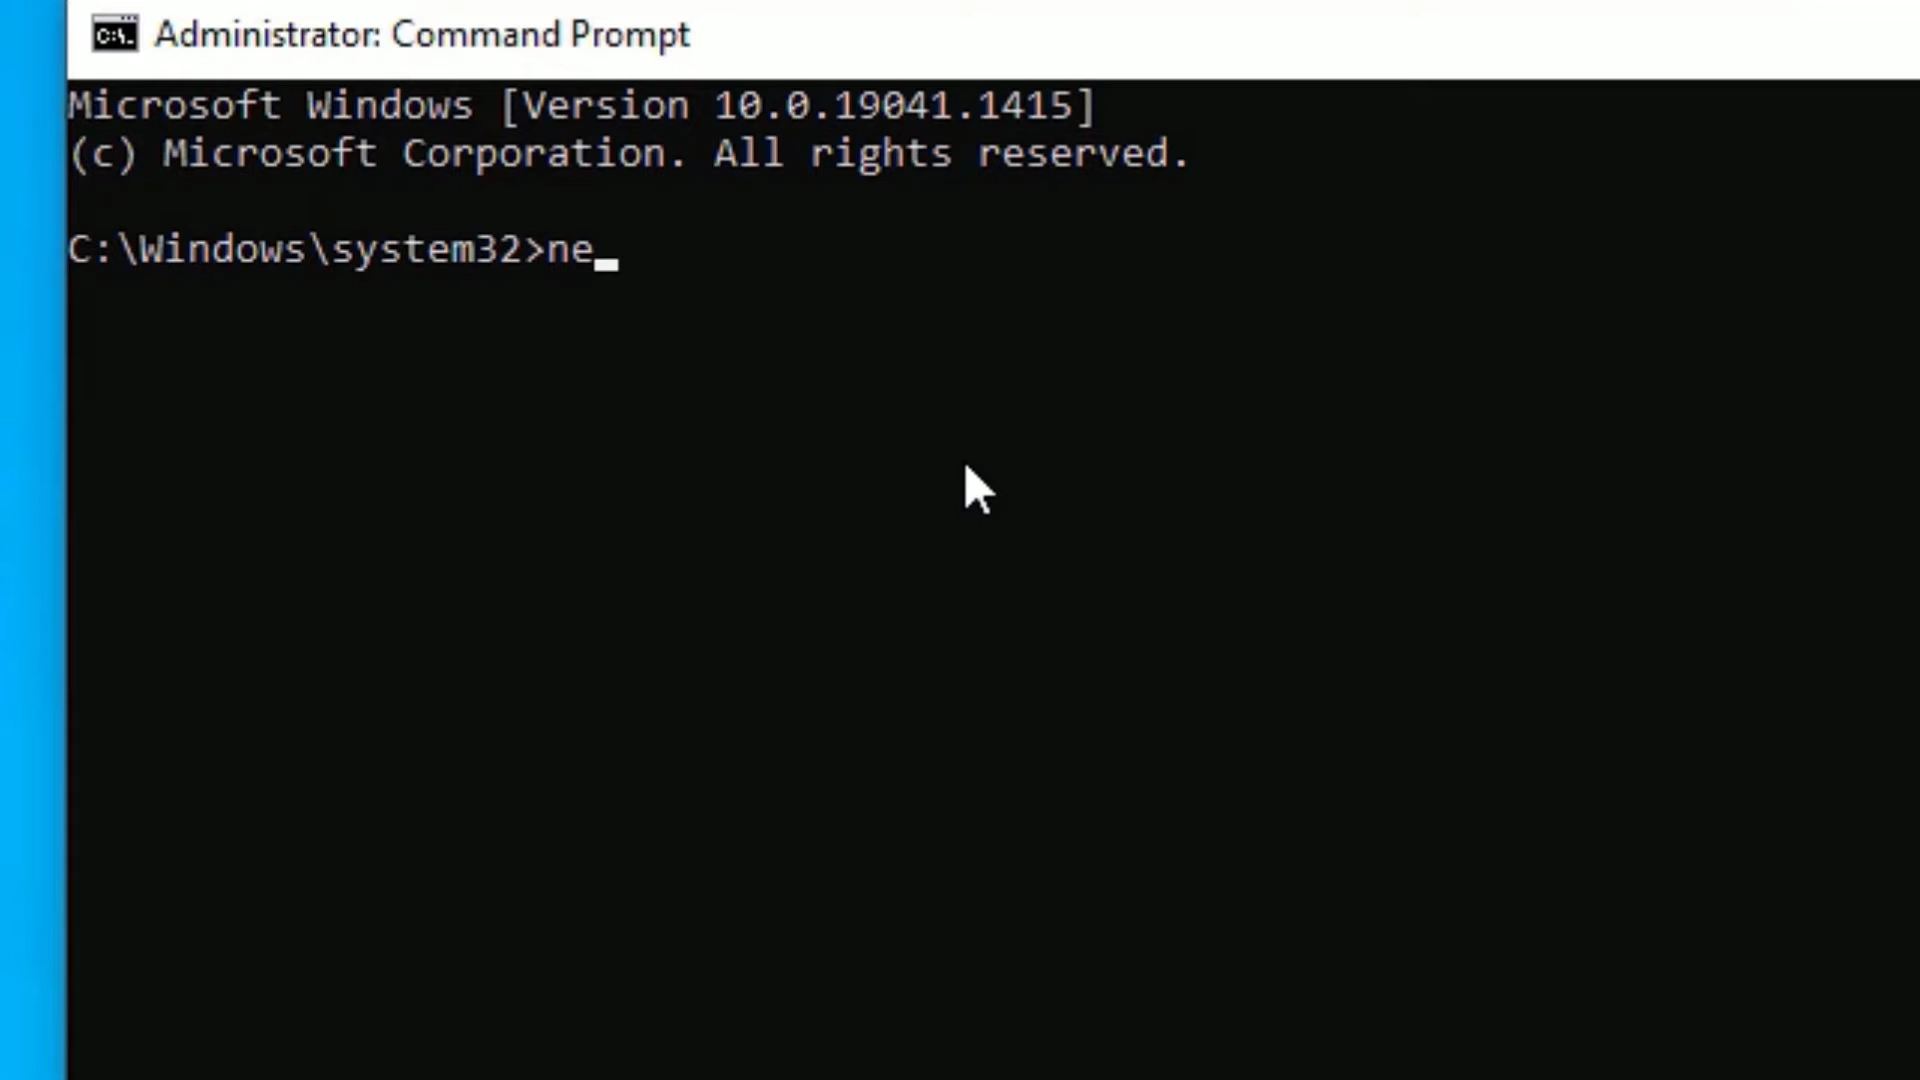 Administrator: Command Prompt
Microsoft Windows [Version 10.0.19041.1415]
(c) Microsoft Corporation. All rights reserved.
C:\Windows\system32>ne